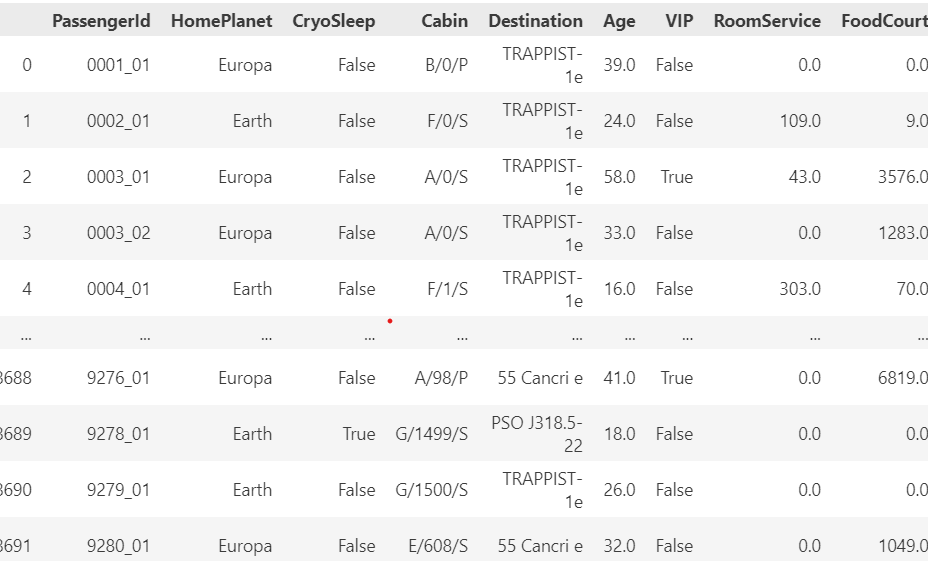 PassengerId HomePlanet CryoSleep Cabin Destination Age VIP RoomService FoodCourt
0 0001_01 Europa False B/0/P TRAPPIST-1e 39.0 False 0.0 0.0
1 0002_01 Earth False F/0/S TRAPPIST-1e 24.0 False 109.0 9.0
2 0003_01 Europa False A/0/S TRAPPIST-1e 58.0 True 43.0 3576.0
3 0003_02 Europa False A/0/S TRAPPIST-1e 33.0 False 0.0 1283.0
4 0004_01 Earth False F/1/S TRAPPIST-1e 16.0 False 303.0 70.0
... ... ... ... ... ... ... ... ... ...
3688 9276_01 Europa False A/98/P 55 Cancri e 41.0 True 0.0 6819.0
3689 9278_01 Earth True G/1499/S PSO J318.5-22 18.0 False 0.0 0.0
3690 9279_01 Earth False G/1500/S TRAPPIST-1e 26.0 False 0.0 0.0
3691 9280_01 Europa False E/608/S 55 Cancri e 32.0 False 0.0 1049.0